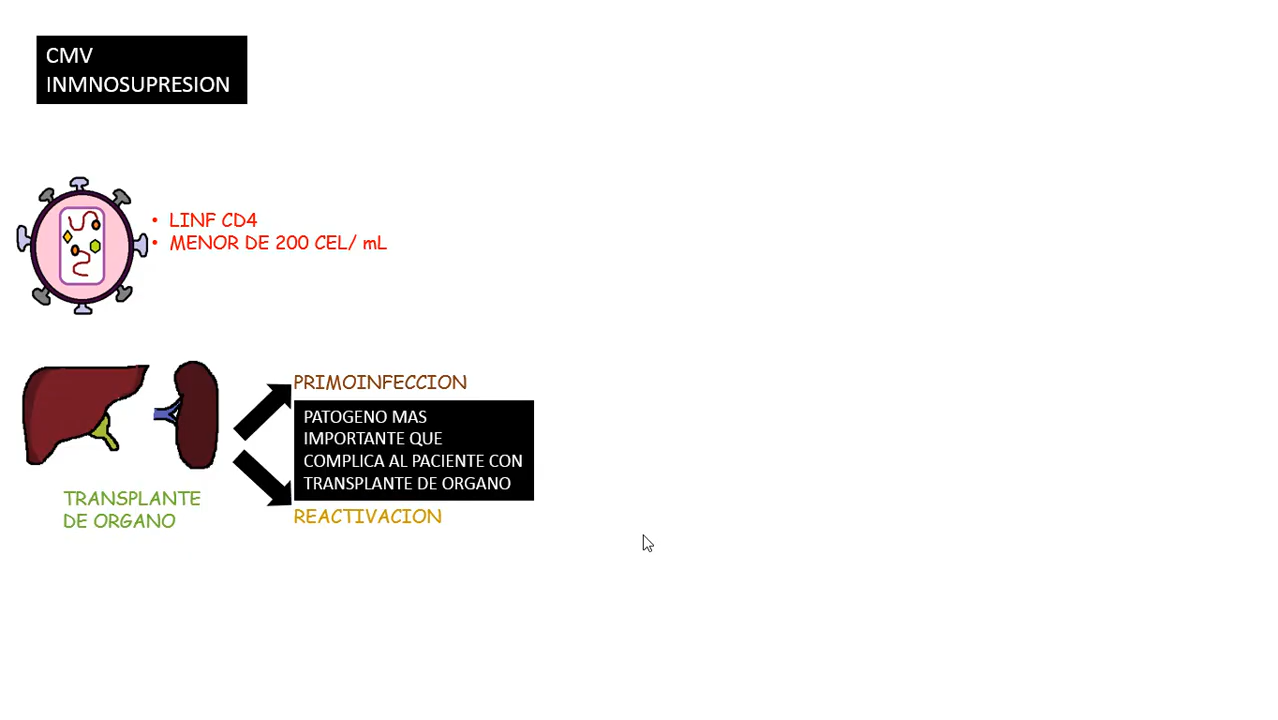 CMV
INMNOSUPRESION
• LINF CD4
• MENOR DE 200 CEL/ mL
PRIMOINFECCION
PATOGENO MAS
IMPORTANTE QUE
COMPLICA AL PACIENTE CON
TRANSPLANTE DE ORGANO
TRANSPLANTE
DE ORGANO
REACTIVACION